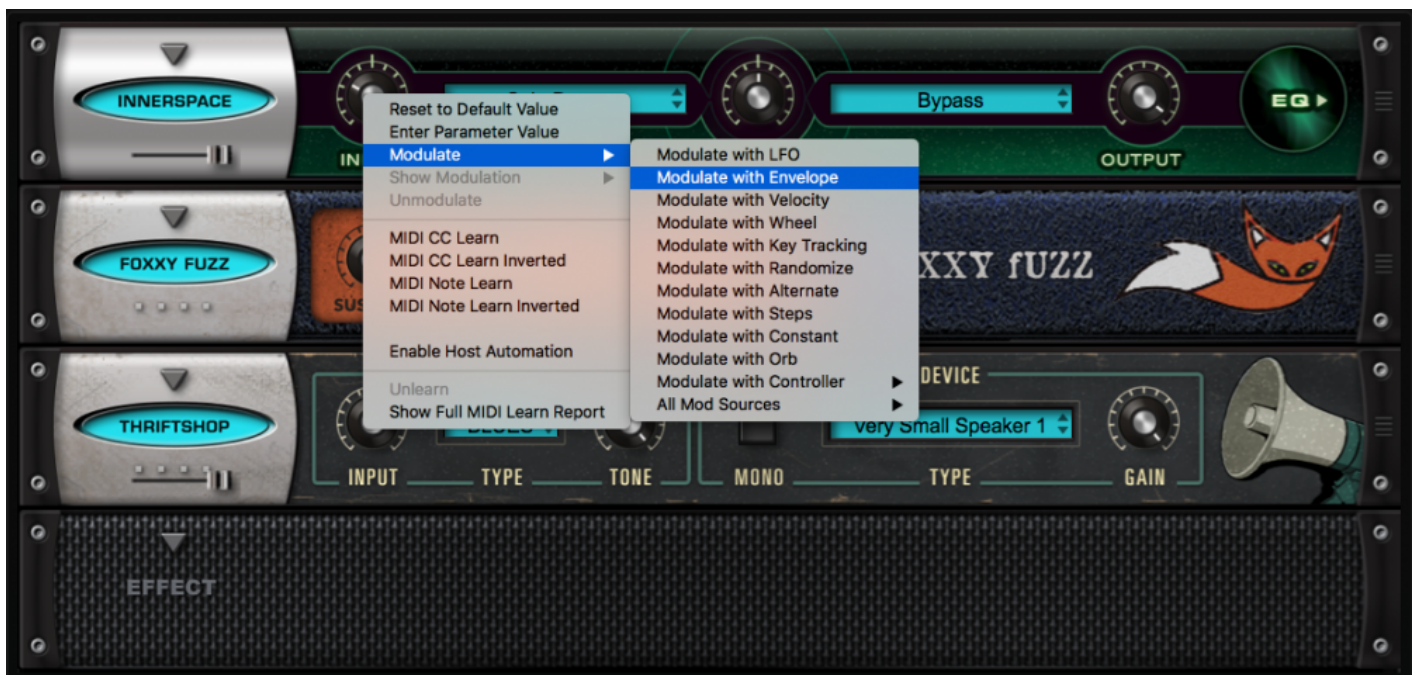 INNERSPACE
Bypass
EQ
OUTPUT
Reset to Default Value
Enter Parameter Value
Modulate
Show Modulation
Unmodulate
MIDI CC Learn
MIDI CC Learn Inverted
MIDI Note Learn
MIDI Note Learn Inverted
Enable Host Automation
Unlearn
Show Full MIDI Learn Report
Modulate with LFO
Modulate with Envelope
Modulate with Velocity
Modulate with Wheel
Modulate with Key Tracking
Modulate with Randomize
Modulate with Alternate
Modulate with Steps
Modulate with Constant
Modulate with Orb
Modulate with Controller
All Mod Sources
FOXXY FUZZ
XXY fUZZ
THRIFTSHOP
DEVICE
Very Small Speaker 1
INPUT
TYPE
TONE
MONO
TYPE
GAIN
EFFECT